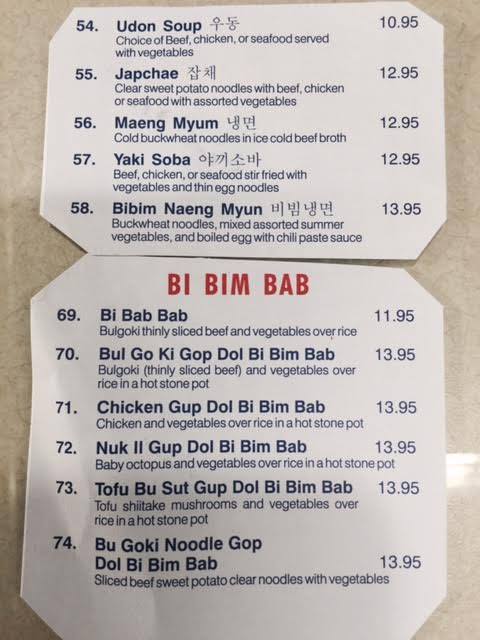 54. Udon Soup 우동 10.95
Choice of Beef, chicken, or seafood served
with vegetables
55. Japchae 잡채 12.95
Clear sweet potato noodles with beef, chicken
or seafood with assorted vegetables
56. Maeng Myum 냉면 12.95
Cold buckwheat noodles in ice cold beef broth
57. Yaki Soba 야끼소바 12.95
Beef, chicken, or seafood stir fried with
vegetables and thin egg noodles
58. Bibim Naeng Myun 비빔냉면 13.95
Buckwheat noodles, mixed assorted summer
vegetables, and boiled egg with chili paste sauce
BI BIM BAB
69. Bi Bab Bab 11.95
Bulgoki thinly sliced beef and vegetables over rice
70. Bul Go Ki Gop Dol Bi Bim Bab 13.95
Bulgoki (thinly sliced beef) and vegetables over
rice in a hot stone pot
71. Chicken Gup Dol Bi Bim Bab 13.95
Chicken and vegetables over rice in a hot stone pot
72. Nuk Il Gup Dol Bi Bim Bab 13.95
Baby octopus and vegetables over rice in a hot stone pot
73. Tofu Bu Sut Gup Dol Bi Bim Bab 13.95
Tofu shiitake mushrooms and vegetables over
rice in a hot stone pot
74. Bu Goki Noodle Gop
Dol Bi Bim Bab 13.95
Sliced beef sweet potato clear noodles with vegetables